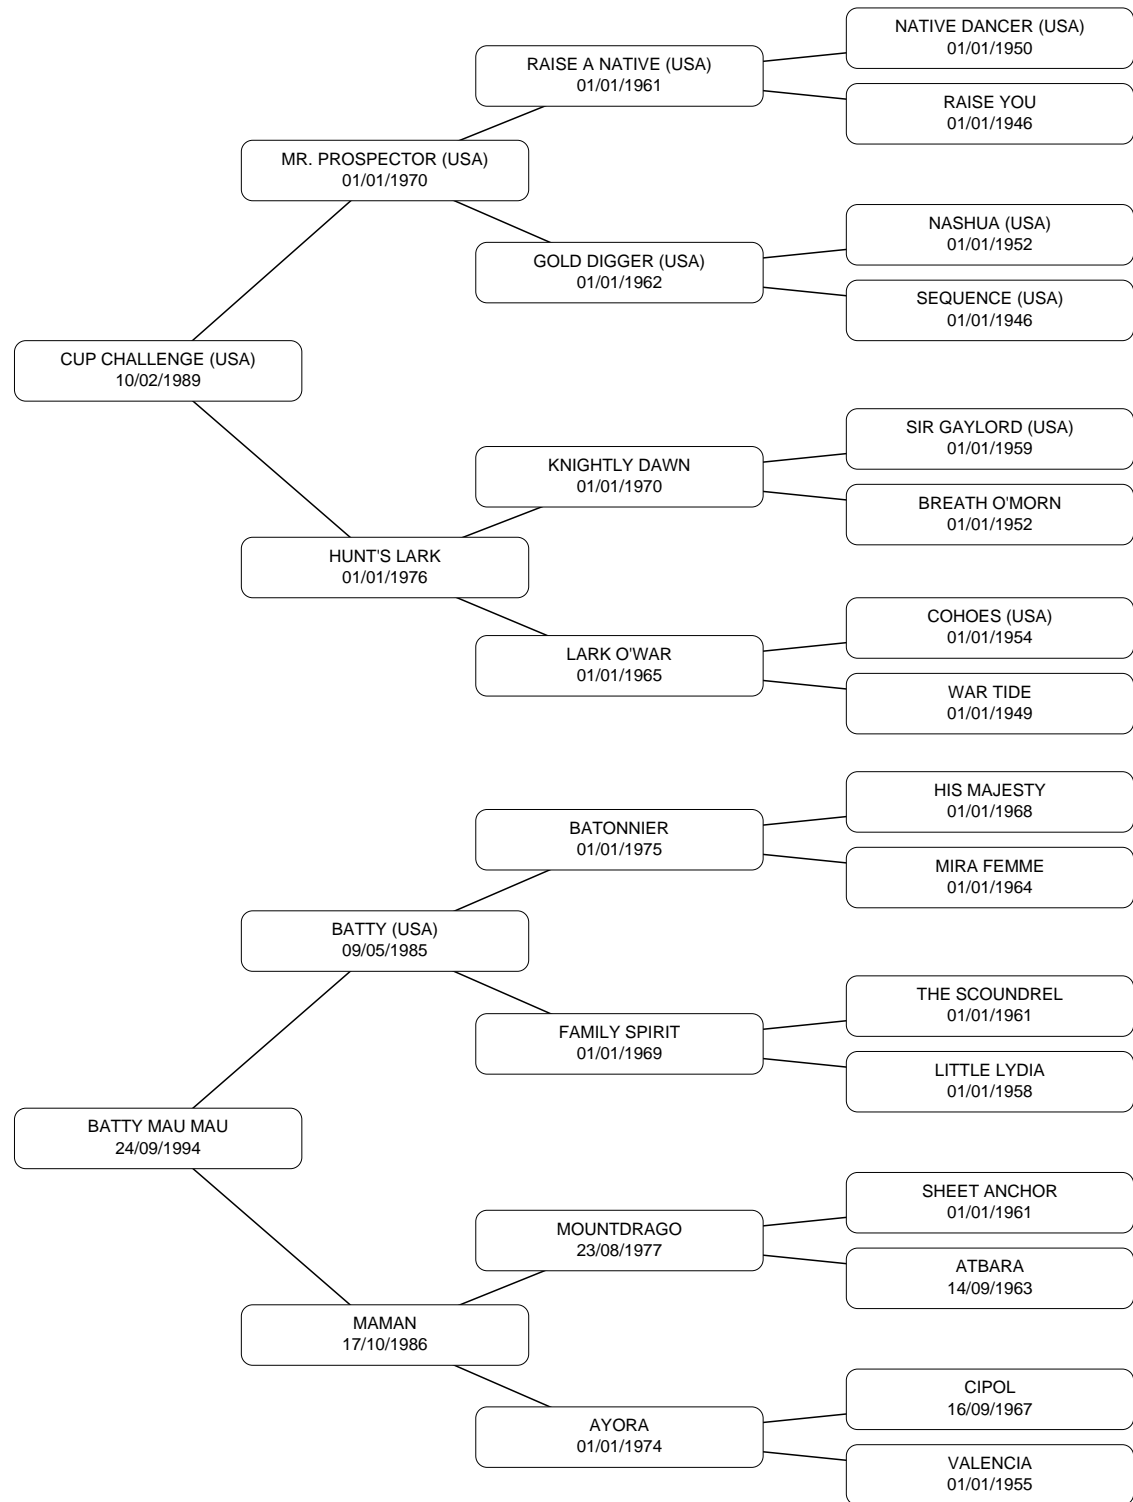 NATIVE DANCER (USA)
01/01/1950
RAISE A NATIVE (USA)
01/01/1961
RAISE YOU
01/01/1946
MR. PROSPECTOR (USA)
01/01/1970
NASHUA (USA)
01/01/1952
GOLD DIGGER (USA)
01/01/1962
SEQUENCE (USA)
01/01/1946
CUP CHALLENGE (USA)
10/02/1989
SIR GAYLORD (USA)
01/01/1959
KNIGHTLY DAWN
01/01/1970
BREATH O'MORN
01/01/1952
HUNT'S LARK
01/01/1976
COHOES (USA)
01/01/1954
LARK O'WAR
01/01/1965
WAR TIDE
01/01/1949
HIS MAJESTY
01/01/1968
BATONNIER
01/01/1975
MIRA FEMME
01/01/1964
BATTY (USA)
09/05/1985
THE SCOUNDREL
01/01/1961
FAMILY SPIRIT
01/01/1969
LITTLE LYDIA
01/01/1958
BATTY MAU MAU
24/09/1994
SHEET ANCHOR
01/01/1961
MOUNTDRAGO
23/08/1977
ATBARA
14/09/1963
MAMAN
17/10/1986
CIPOL
16/09/1967
AYORA
01/01/1974
VALENCIA
01/01/1955